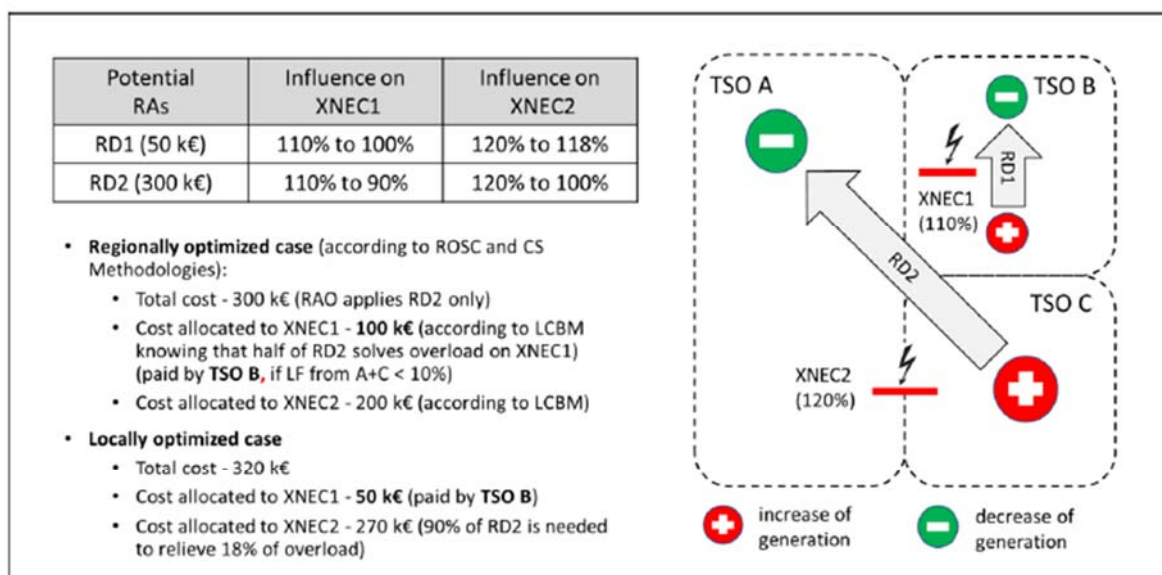 Potential RAs
Influence on XNEC1
Influence on XNEC2
RD1 (50 k€)
110% to 100%
120% to 118%
RD2 (300 k€)
110% to 90%
120% to 100%
• Regionally optimized case (according to ROSC and CS
Methodologies):
• Total cost - 300 k€ (RAO applies RD2 only)
• Cost allocated to XNEC1 - 100 k€ (according to LCBM
knowing that half of RD2 solves overload on XNEC1)
(paid by TSO B, if LF from A+C < 10%)
• Cost allocated to XNEC2 - 200 k€ (according to LCBM)
• Locally optimized case
• Total cost - 320 k€
• Cost allocated to XNEC1 - 50 k€ (paid by TSO B)
• Cost allocated to XNEC2 - 270 k€ (90% of RD2 is needed
to relieve 18% of overload)
TSO A
TSO B
RD1
XNEC1
(110%)
RD2
TSO C
XNEC2
(120%)
increase of
generation
decrease of
generation